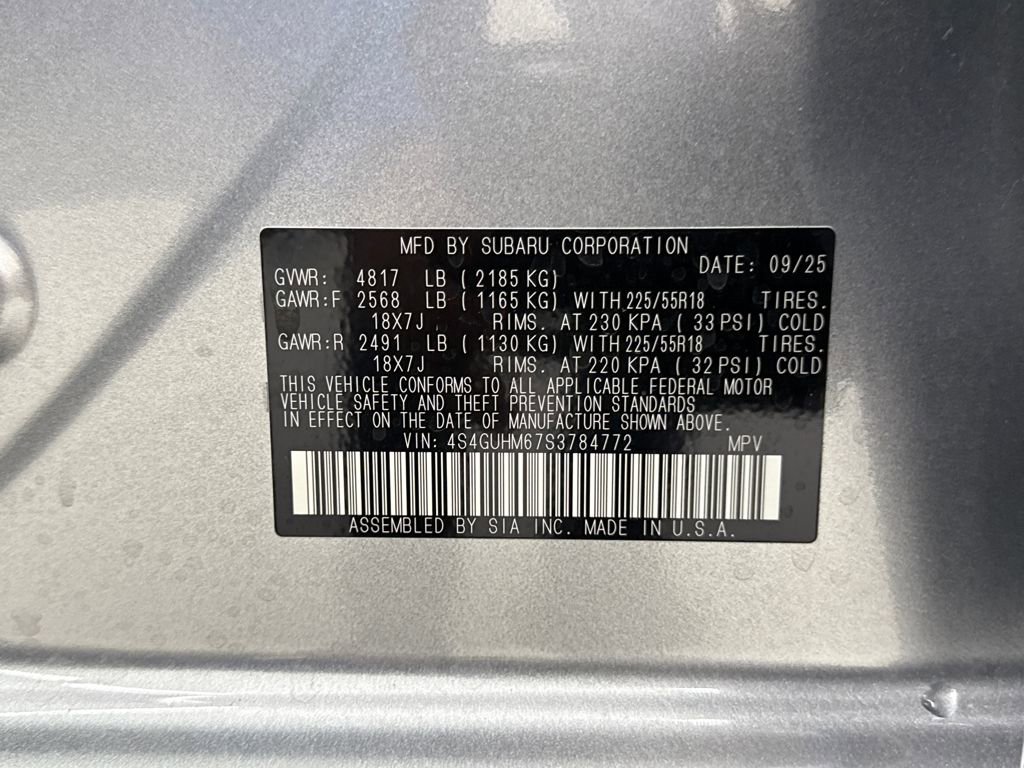 MFD BY SUBARU CORPORATION
DATE: 09/25
GVWR: 4817 LB ( 2185 KG)
GAWR:F 2568 LB ( 1165 KG) WITH 225/55R18 TIRES.
18X7J RIMS. AT 230 KPA ( 33 PSI) COLD
GAWR:R 2491 LB ( 1130 KG) WITH 225/55R18 TIRES.
18X7J RIMS. AT 220 KPA ( 32 PSI) COLD
THIS VEHICLE CONFORMS TO ALL APPLICABLE FEDERAL MOTOR
VEHICLE SAFETY AND THEFT PREVENTION STANDARDS
IN EFFECT ON THE DATE OF MANUFACTURE SHOWN ABOVE.
VIN: 4S4GUHM67S3784772 MPV
ASSEMBLED BY SIA INC. MADE IN U.S.A.